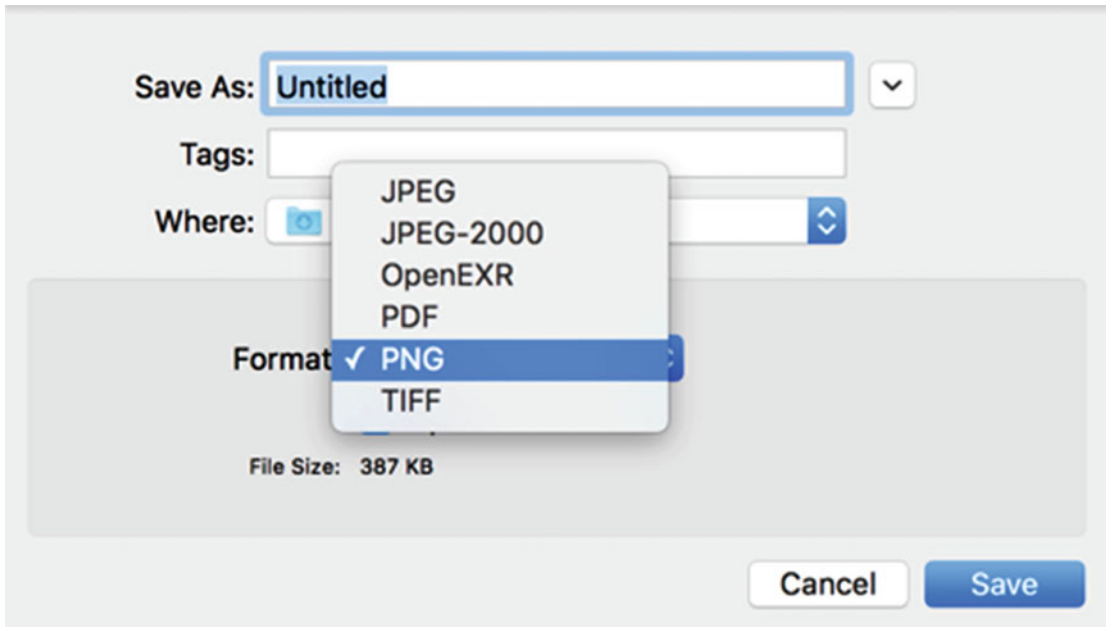 Save As: Untitled
Tags:
Where:
JPEG
JPEG-2000
OpenEXR
PDF
Format ✓ PNG
TIFF
File Size: 387 KB
Cancel Save